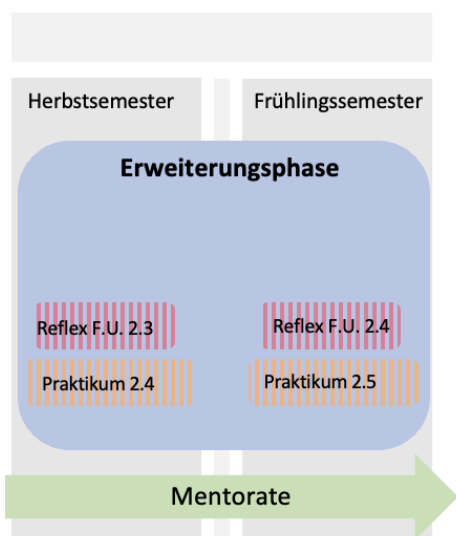 Herbstsemester
Frühlingssemester
Erweiterungsphase
Reflex F.U. 2.3
Reflex F.U. 2.4
Praktikum 2.4
Praktikum 2.5
Mentorate